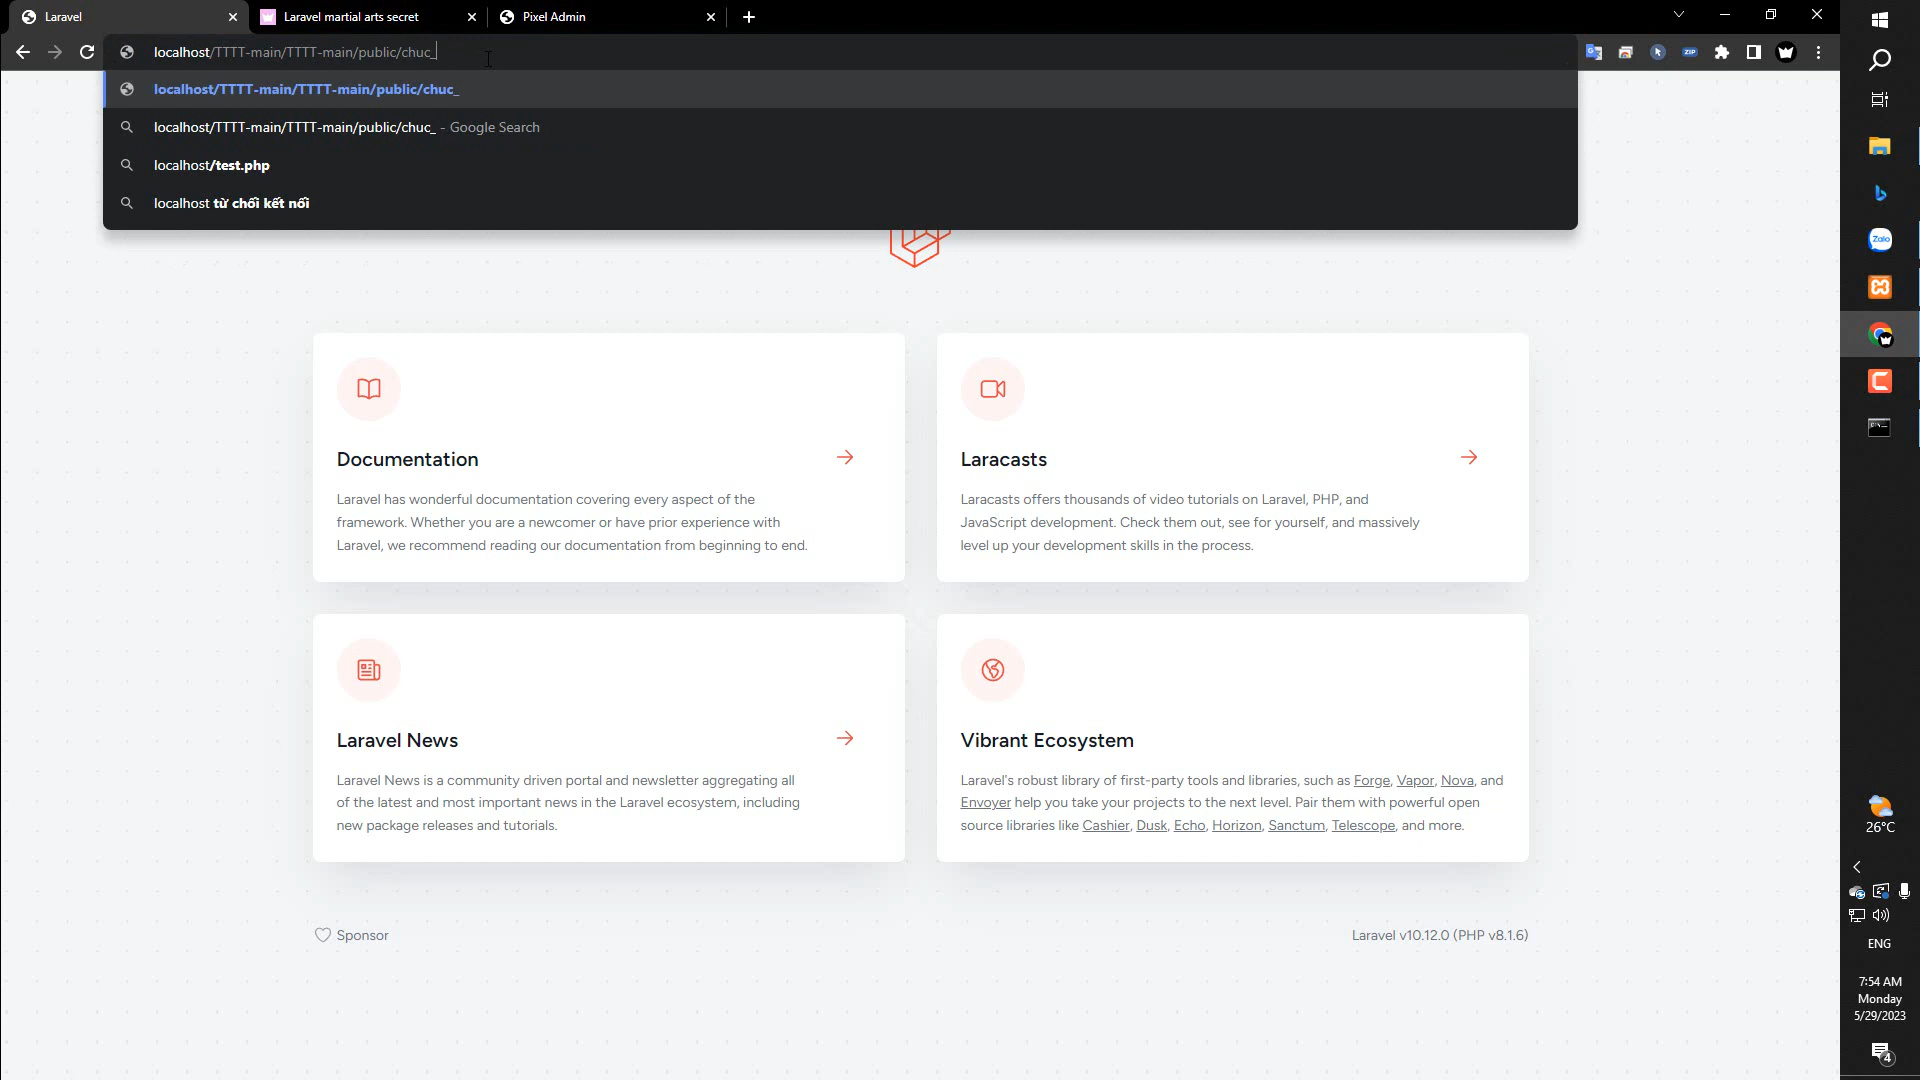 Laravel
Laravel martial arts secret
Pixel Admin
localhost/TTTT-main/TTTT-main/public/chuc_
localhost/TTTT-main/TTTT-main/public/chuc_
localhost/TTTT-main/TTTT-main/public/chuc_ - Google Search
localhost/test.php
localhost từ chối kết nối
Documentation
Laravel has wonderful documentation covering every aspect of the
framework. Whether you are a newcomer or have prior experience with
Laravel, we recommend reading our documentation from beginning to end.
Laracasts
Laracasts offers thousands of video tutorials on Laravel, PHP, and
JavaScript development. Check them out, see for yourself, and massively
level up your development skills in the process.
Laravel News
Laravel News is a community driven portal and newsletter aggregating all
of the latest and most important news in the Laravel ecosystem, including
new package releases and tutorials.
Vibrant Ecosystem
Laravel's robust library of first-party tools and libraries, such as Forge, Vapor, Nova, and
Envoyer help you take your projects to the next level. Pair them with powerful open
source libraries like Cashier, Dusk, Echo, Horizon, Sanctum, Telescope, and more.
Sponsor
Laravel v10.12.0 (PHP v8.1.6)
ZIP
Zalo
26°C
ENG
7:54 AM
Monday
5/29/2023
4